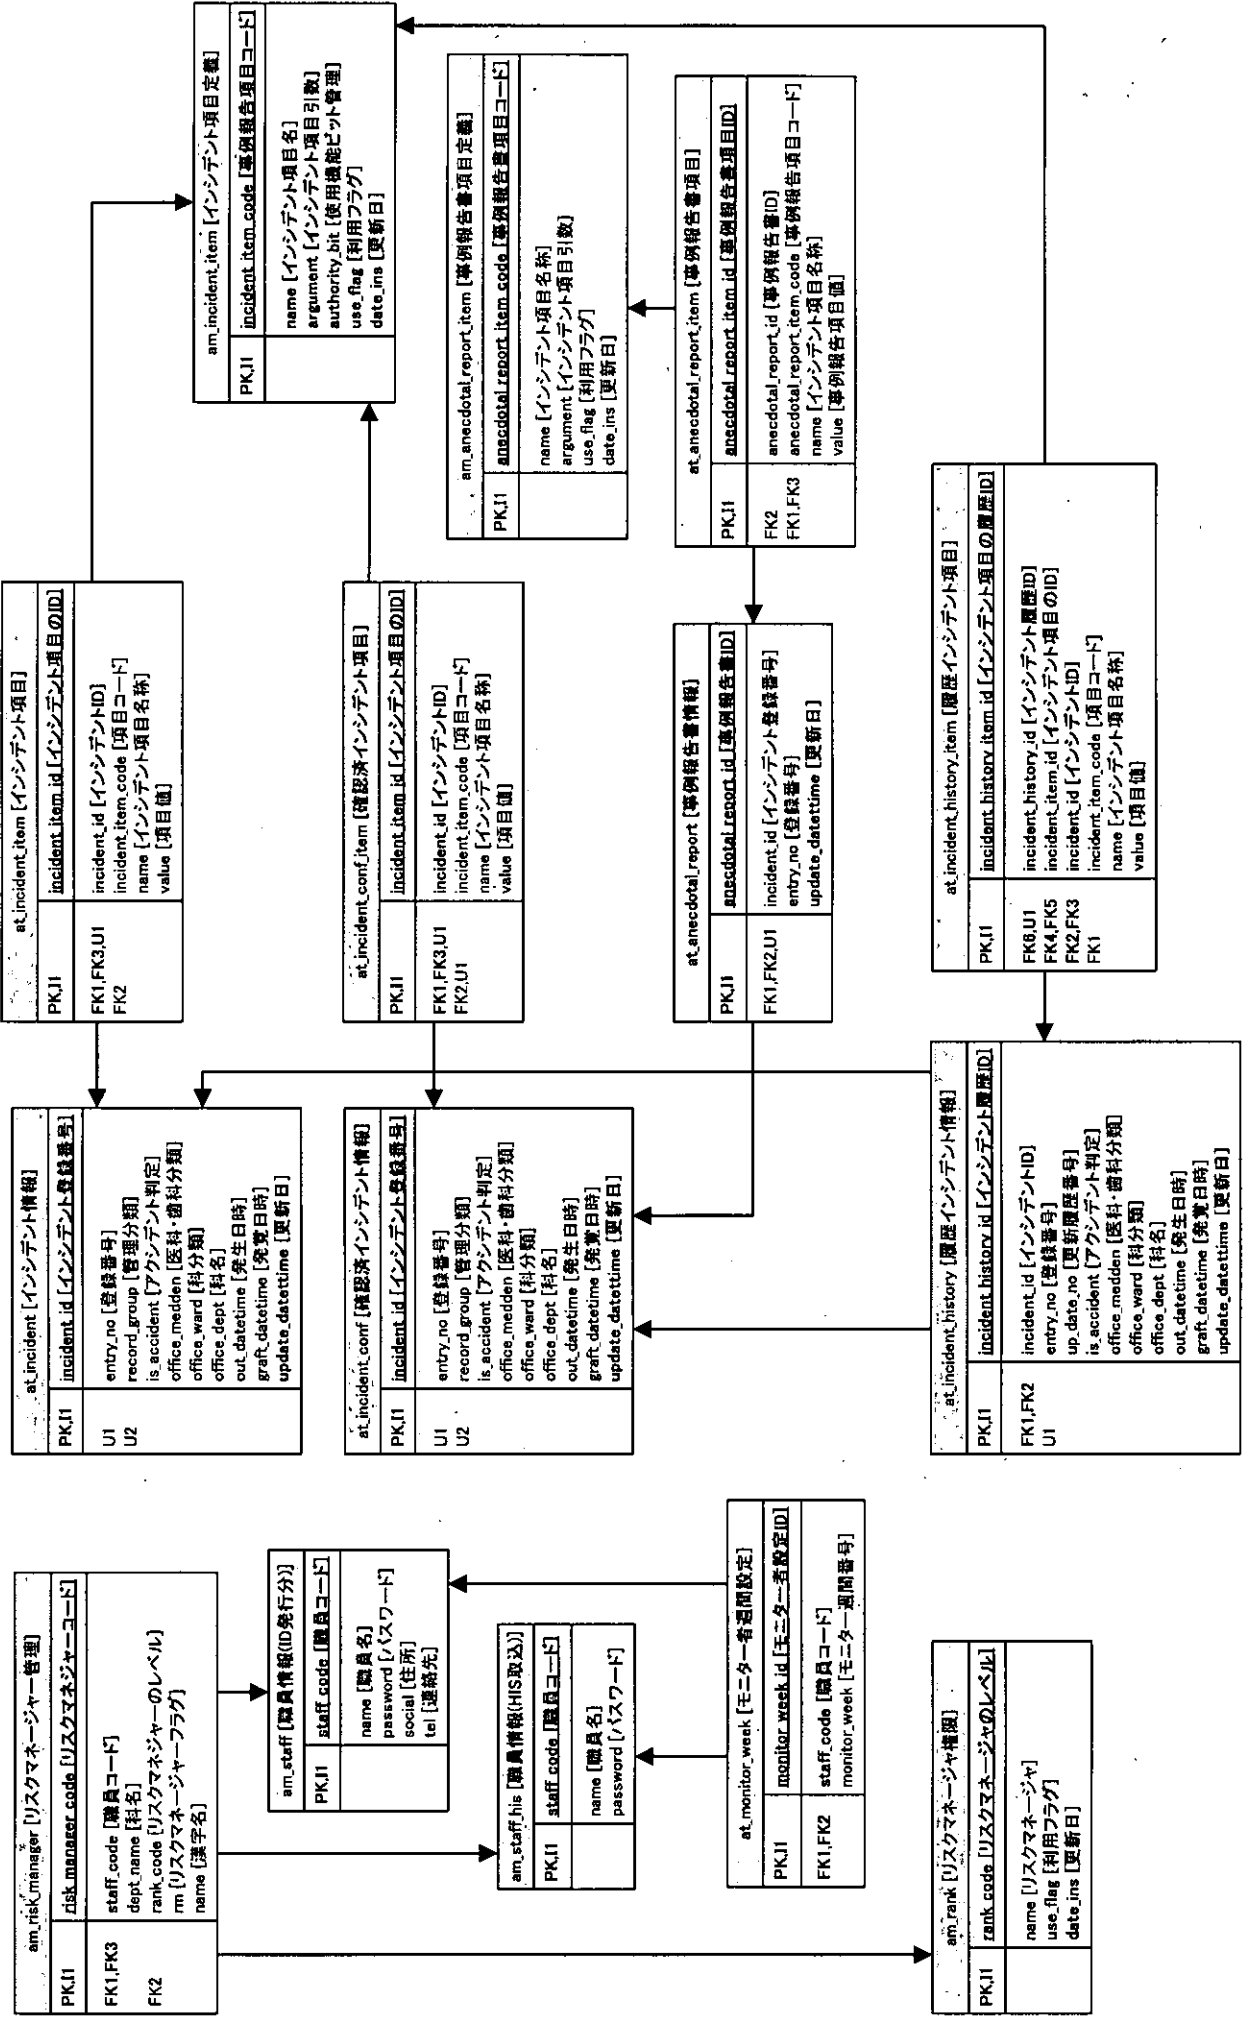 am_risk_manager [リスクマネージャー管理]
PK,I1 risk_manager_code [リスクマネジャーコード]
FK1,FK3 staff_code [職員コード]
dept_name [科名]
FK2 rank_code [リスクマネジャーのレベル]
rm [リスクマネージャーフラグ]
name [漢字名]
am_staff [職員情報(ID発行分)]
PK,I1 staff_code [職員コード]
name [職員名]
password [パスワード]
social [住所]
tel [連絡先]
am_staff_his [職員情報(HIS取込)]
PK,I1 staff_code [職員コード]
name [職員名]
password [パスワード]
at_monitor_week [モニター者週間設定]
PK,I1 monitor_week_id [モニター者設定ID]
FK1,FK2 staff_code [職員コード]
monitor_week [モニター週間番号]
am_rank [リスクマネージャ権限]
PK,I1 rank_code [リスクマネージャのレベル]
name [リスクマネージャ]
use_flag [利用フラグ]
date_ins [更新日]
at_incident [インシデント情報]
PK,I1 incident_id [インシデント登録番号]
U1 entry_no [登録番号]
U2 record_group [管理分類]
is_accident [アクシデント判定]
office_medden [医科・歯科分類]
office_ward [科分類]
office_dept [科名]
out_datetime [発生日時]
graft_datetime [発覚日時]
update_datettime [更新日]
at_incident_conf [確認済インシデント情報]
PK,I1 incident_id [インシデント登録番号]
U1 entry_no [登録番号]
U2 record_group [管理分類]
is_accident [アクシデント判定]
office_medden [医科・歯科分類]
office_ward [科分類]
office_dept [科名]
out_datetime [発生日時]
graft_datetime [発覚日時]
update_datettime [更新日]
at_incident_history [履歴インシデント情報]
PK,I1 incident_history_id [インシデント履歴ID]
FK1,FK2 incident_id [インシデントID]
U1 entry_no [登録番号]
up_date_no [更新履歴番号]
is_accident [アクシデント判定]
office_medden [医科・歯科分類]
office_ward [科分類]
office_dept [科名]
out_datetime [発生日時]
graft_datetime [発覚日時]
update_datettime [更新日]
at_incident_item [インシデント項目]
PK,I1 incident_item_id [インシデント項目のID]
FK1,FK3,U1 incident_id [インシデントID]
FK2 incident_item_code [項目コード]
name [インシデント項目名称]
value [項目値]
at_incident_conf_item [確認済インシデント項目]
PK,I1 incident_item_id [インシデント項目のID]
FK1,FK3,U1 incident_id [インシデントID]
FK2,U1 incident_item_code [項目コード]
name [インシデント項目名称]
value [項目値]
at_anecdotal_report [事例報告書情報]
PK,I1 anecdotal_report_id [事例報告書ID]
FK1,FK2,U1 incident_id [インシデント登録番号]
entry_no [登録番号]
update_datettime [更新日]
at_incident_history_item [履歴インシデント項目]
PK,I1 incident_history_item_id [インシデント項目の履歴ID]
FK6,U1 incident_history_id [インシデント履歴ID]
FK4,FK5 incident_item_id [インシデント項目のID]
FK2,FK3 incident_id [インシデントID]
FK1 incident_item_code [項目コード]
name [インシデント項目名称]
value [項目値]
am_incident_item [インシデント項目定義]
PK,I1 incident_item_code [事例報告項目コード]
name [インシデント項目名]
argument [インシデント項目引数]
authority_bit [使用機能ビット管理]
use_flag [利用フラグ]
date_ins [更新日]
am_anecdotal_report_item [事例報告書項目定義]
PK,I1 anecdotal_report_item_code [事例報告書項目コード]
name [インシデント項目名称]
argument [インシデント項目引数]
use_flag [利用フラグ]
date_ins [更新日]
at_anecdotal_report_item [事例報告書項目]
PK,I1 anecdotal_report_item_id [事例報告書項目ID]
FK2 anecdotal_report_id [事例報告書ID]
FK1,FK3 anecdotal_report_item_code [事例報告項目コード]
name [インシデント項目名称]
value [事例報告項目値]